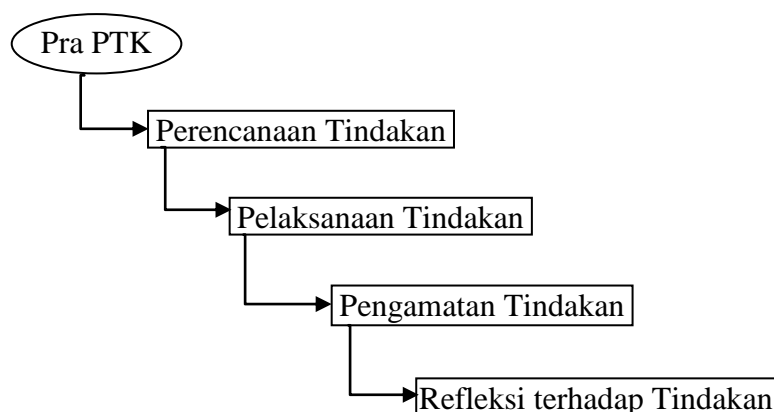 Pra PTK
Perencanaan Tindakan
Pelaksanaan Tindakan
Pengamatan Tindakan
Refleksi terhadap Tindakan